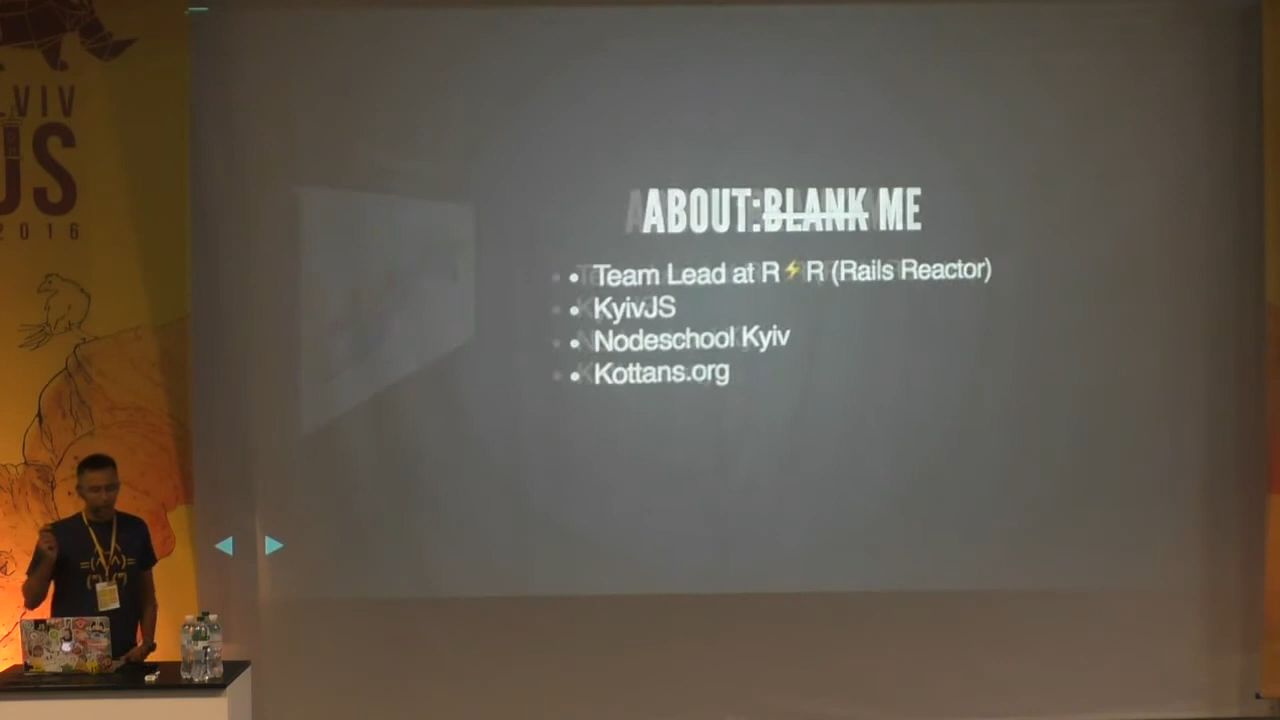 LVIV
JS
2016
ABOUT:BLANK ME
• Team Lead at R⚡R (Rails Reactor)
• KyivJS
• Nodeschool Kyiv
• Kottans.org